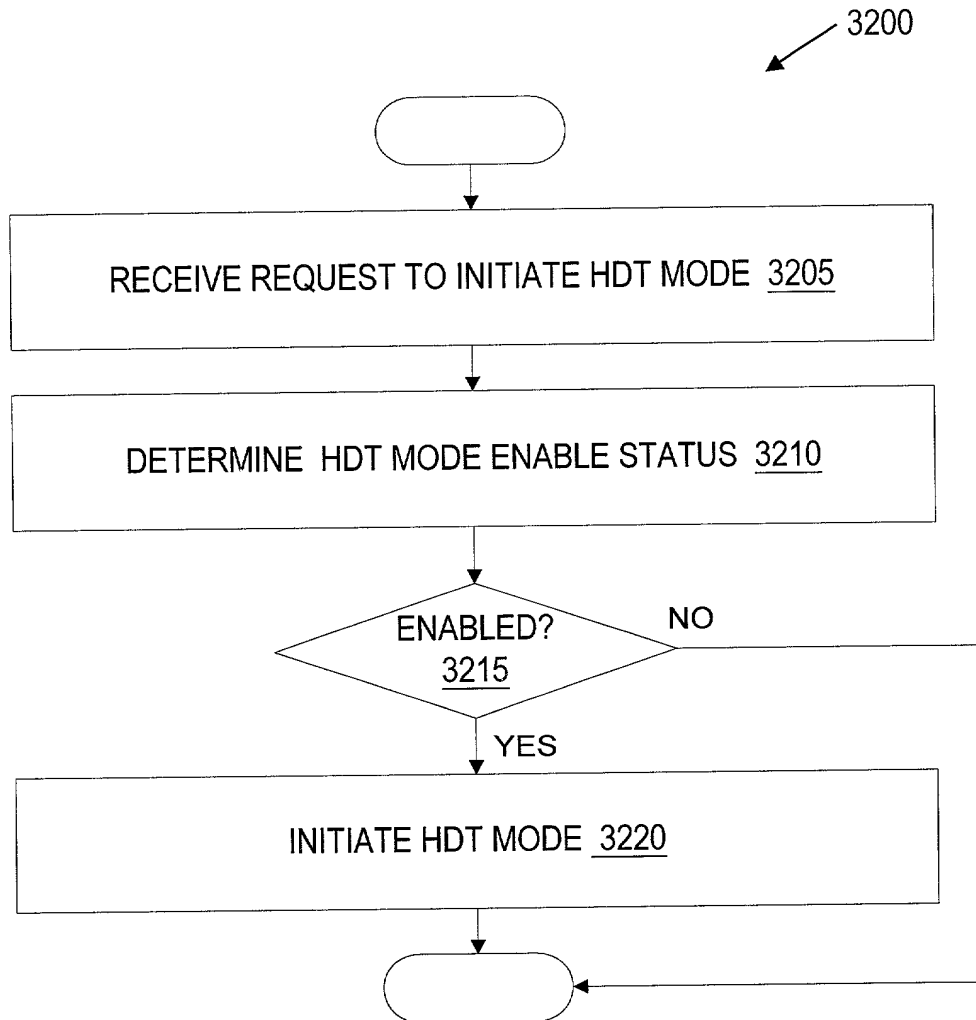 3200
RECEIVE REQUEST TO INITIATE HDT MODE 3205
DETERMINE HDT MODE ENABLE STATUS 3210
ENABLED?
3215
NO
YES
INITIATE HDT MODE 3220